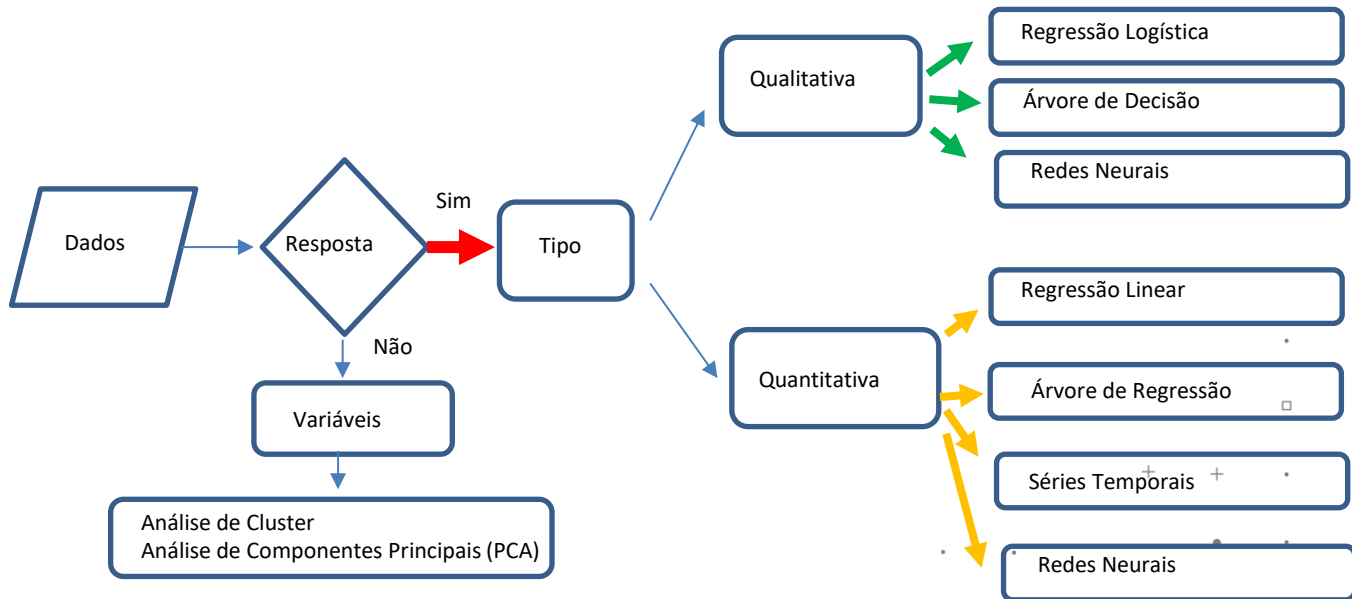 Dados
Resposta
Sim
Não
Tipo
Variáveis
Análise de Cluster
Análise de Componentes Principais (PCA)
Qualitativa
Regressão Logística
Árvore de Decisão
Redes Neurais
Quantitativa
Regressão Linear
Árvore de Regressão
Séries Temporais
Redes Neurais